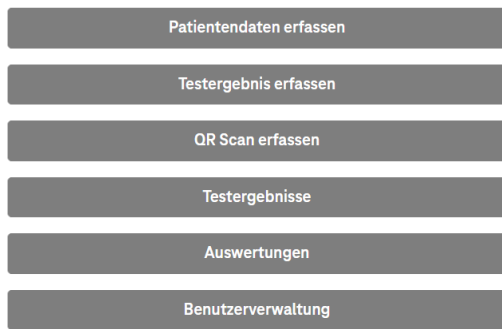 Patientendaten erfassen
Testergebnis erfassen
QR Scan erfassen
Testergebnisse
Auswertungen
Benutzerverwaltung